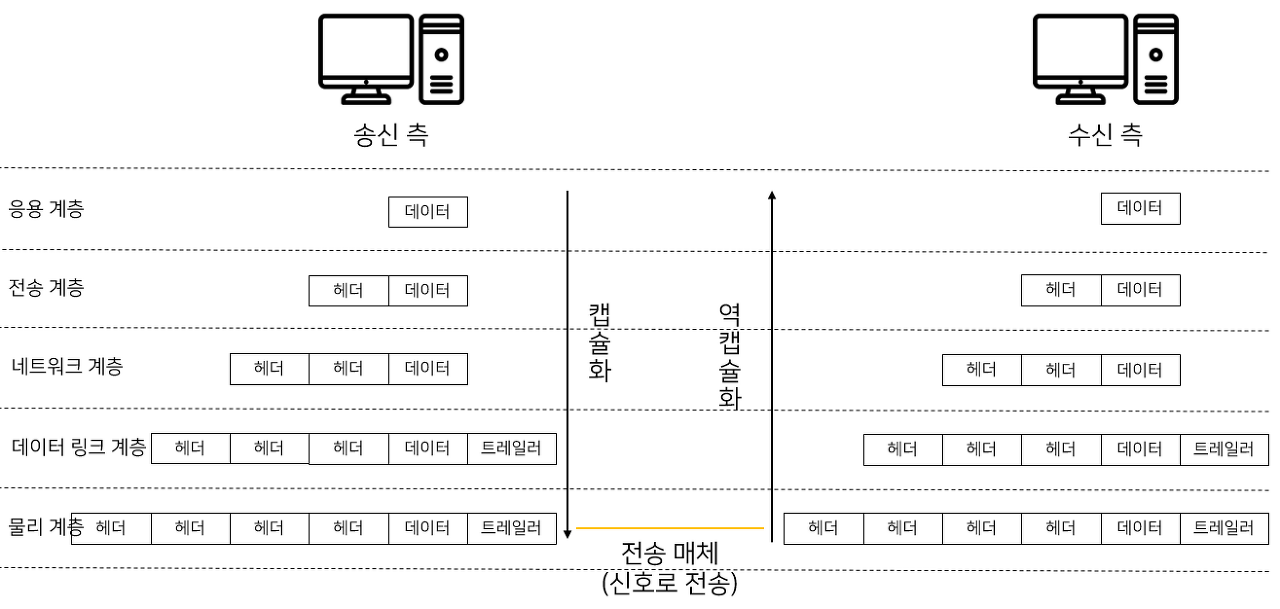 송신 측
수신 측
응용 계층
데이터
데이터
전송 계층
헤더 데이터
헤더 데이터
캡슐화
역캡슐화
네트워크 계층
헤더 헤더 데이터
헤더 헤더 데이터
데이터 링크 계층
헤더 헤더 헤더 데이터 트레일러
헤더 헤더 헤더 데이터 트레일러
물리 계층
헤더 헤더 헤더 헤더 데이터 트레일러
헤더 헤더 헤더 헤더 데이터 트레일러
전송 매체
(신호로 전송)